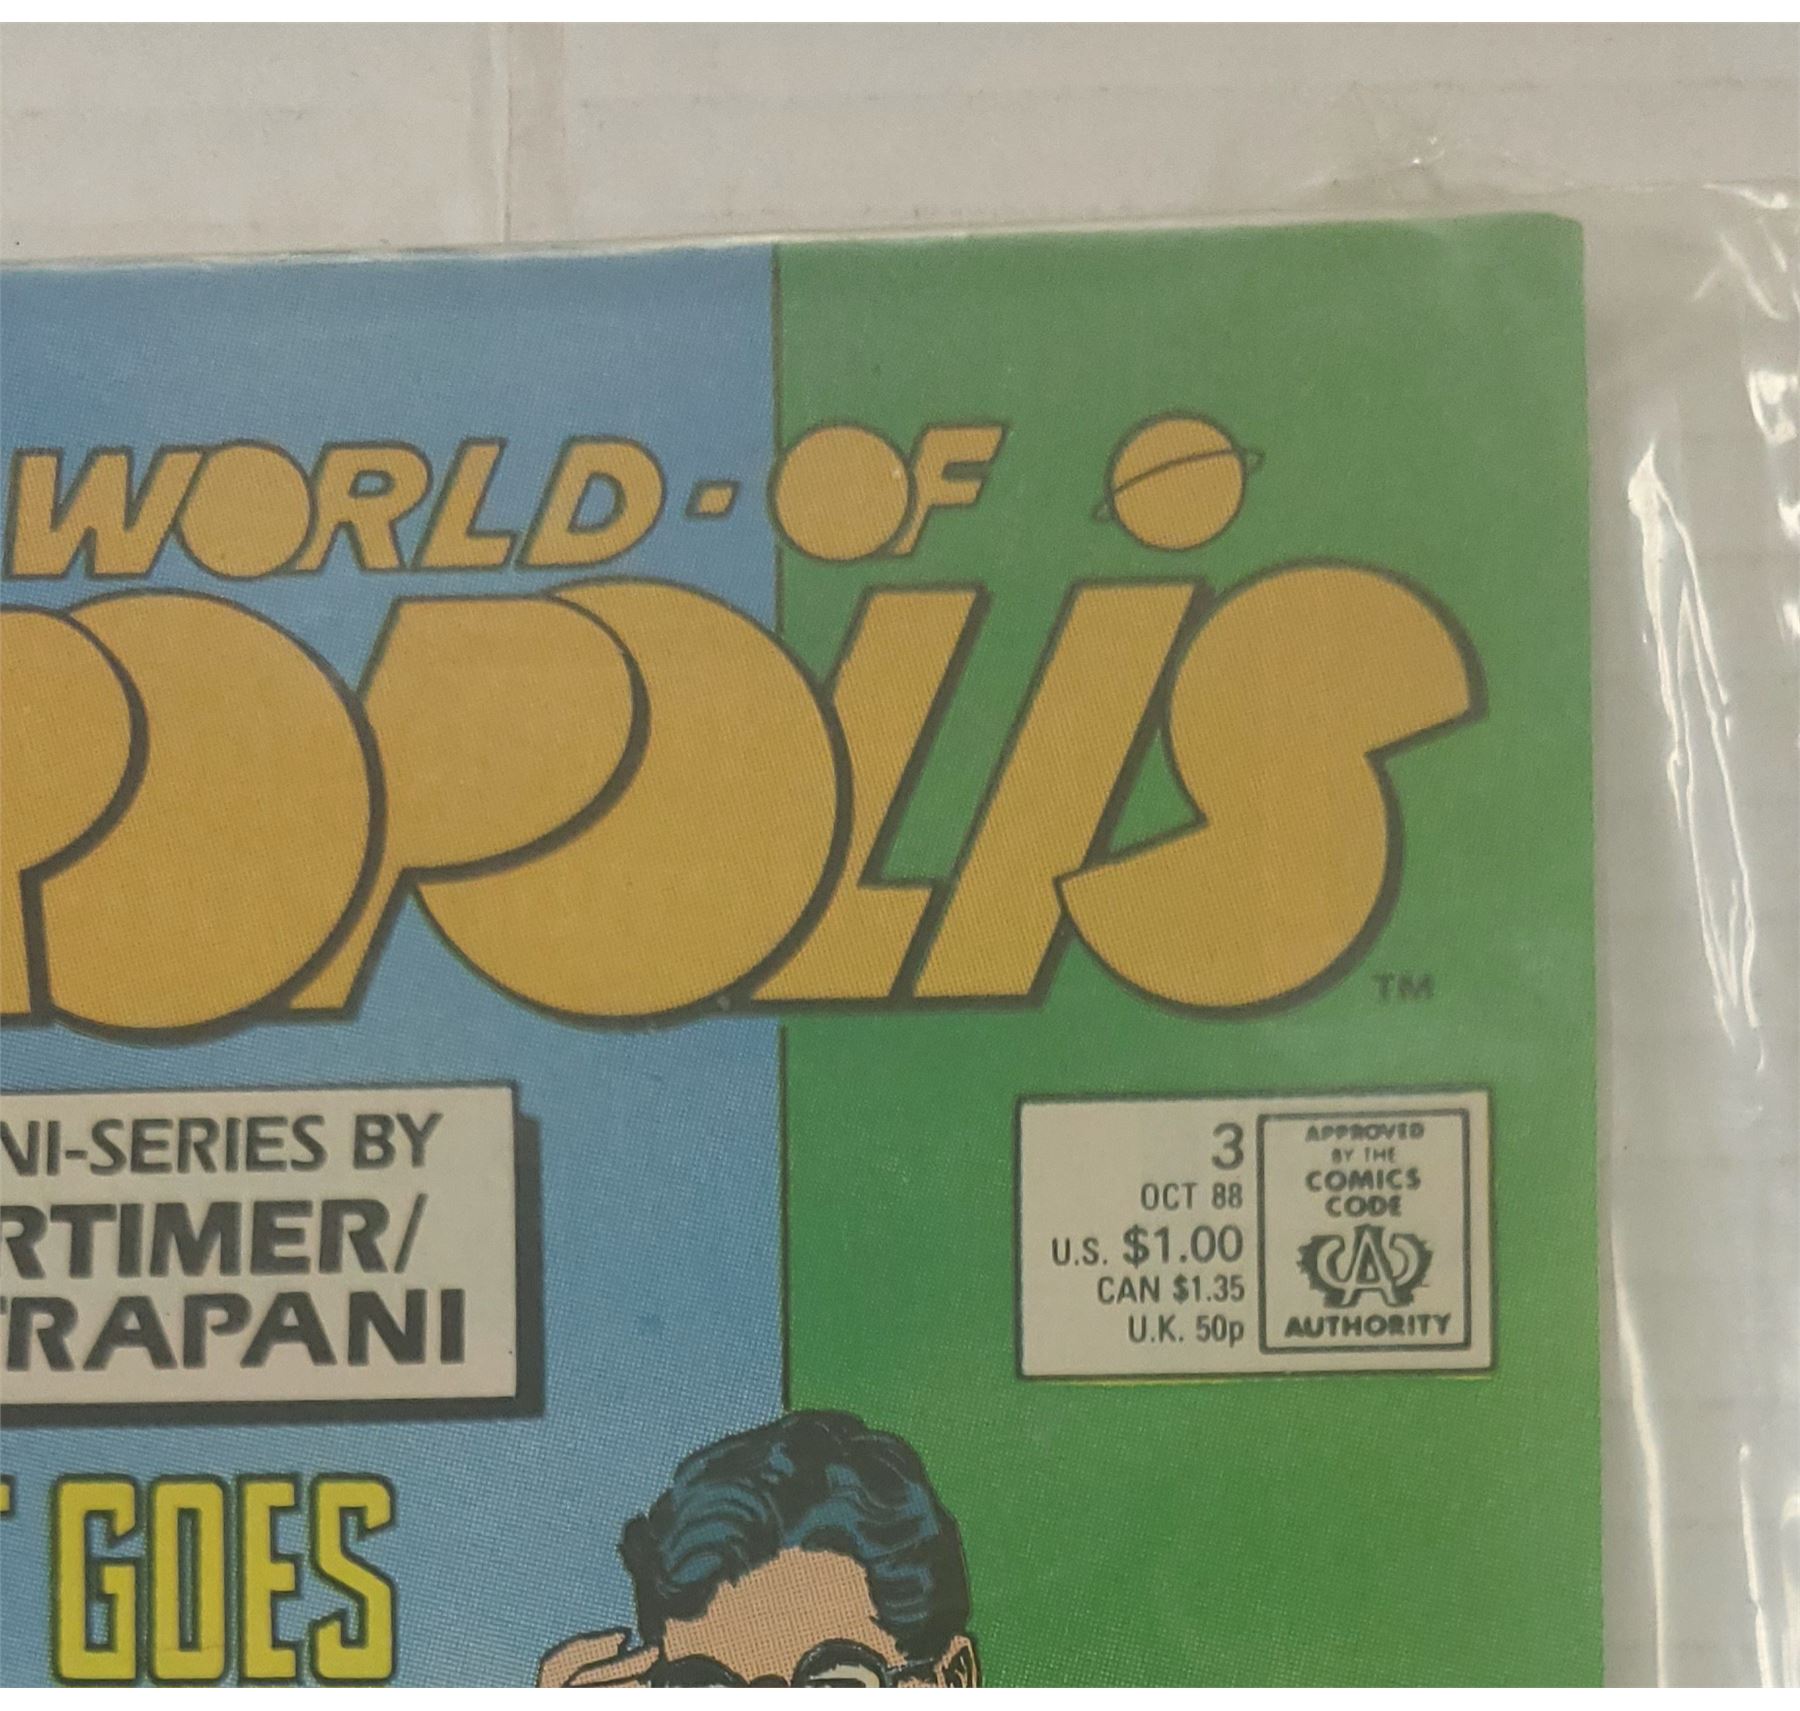 WORLD-OF
OPOLIS
TM
NI-SERIES BY
RTIMER/
TRAPANI
3
OCT 88
U.S. $1.00
CAN $1.35
U.K. 50p
APPROVED
BY THE
COMICS
CODE
CA
AUTHORITY
GOES